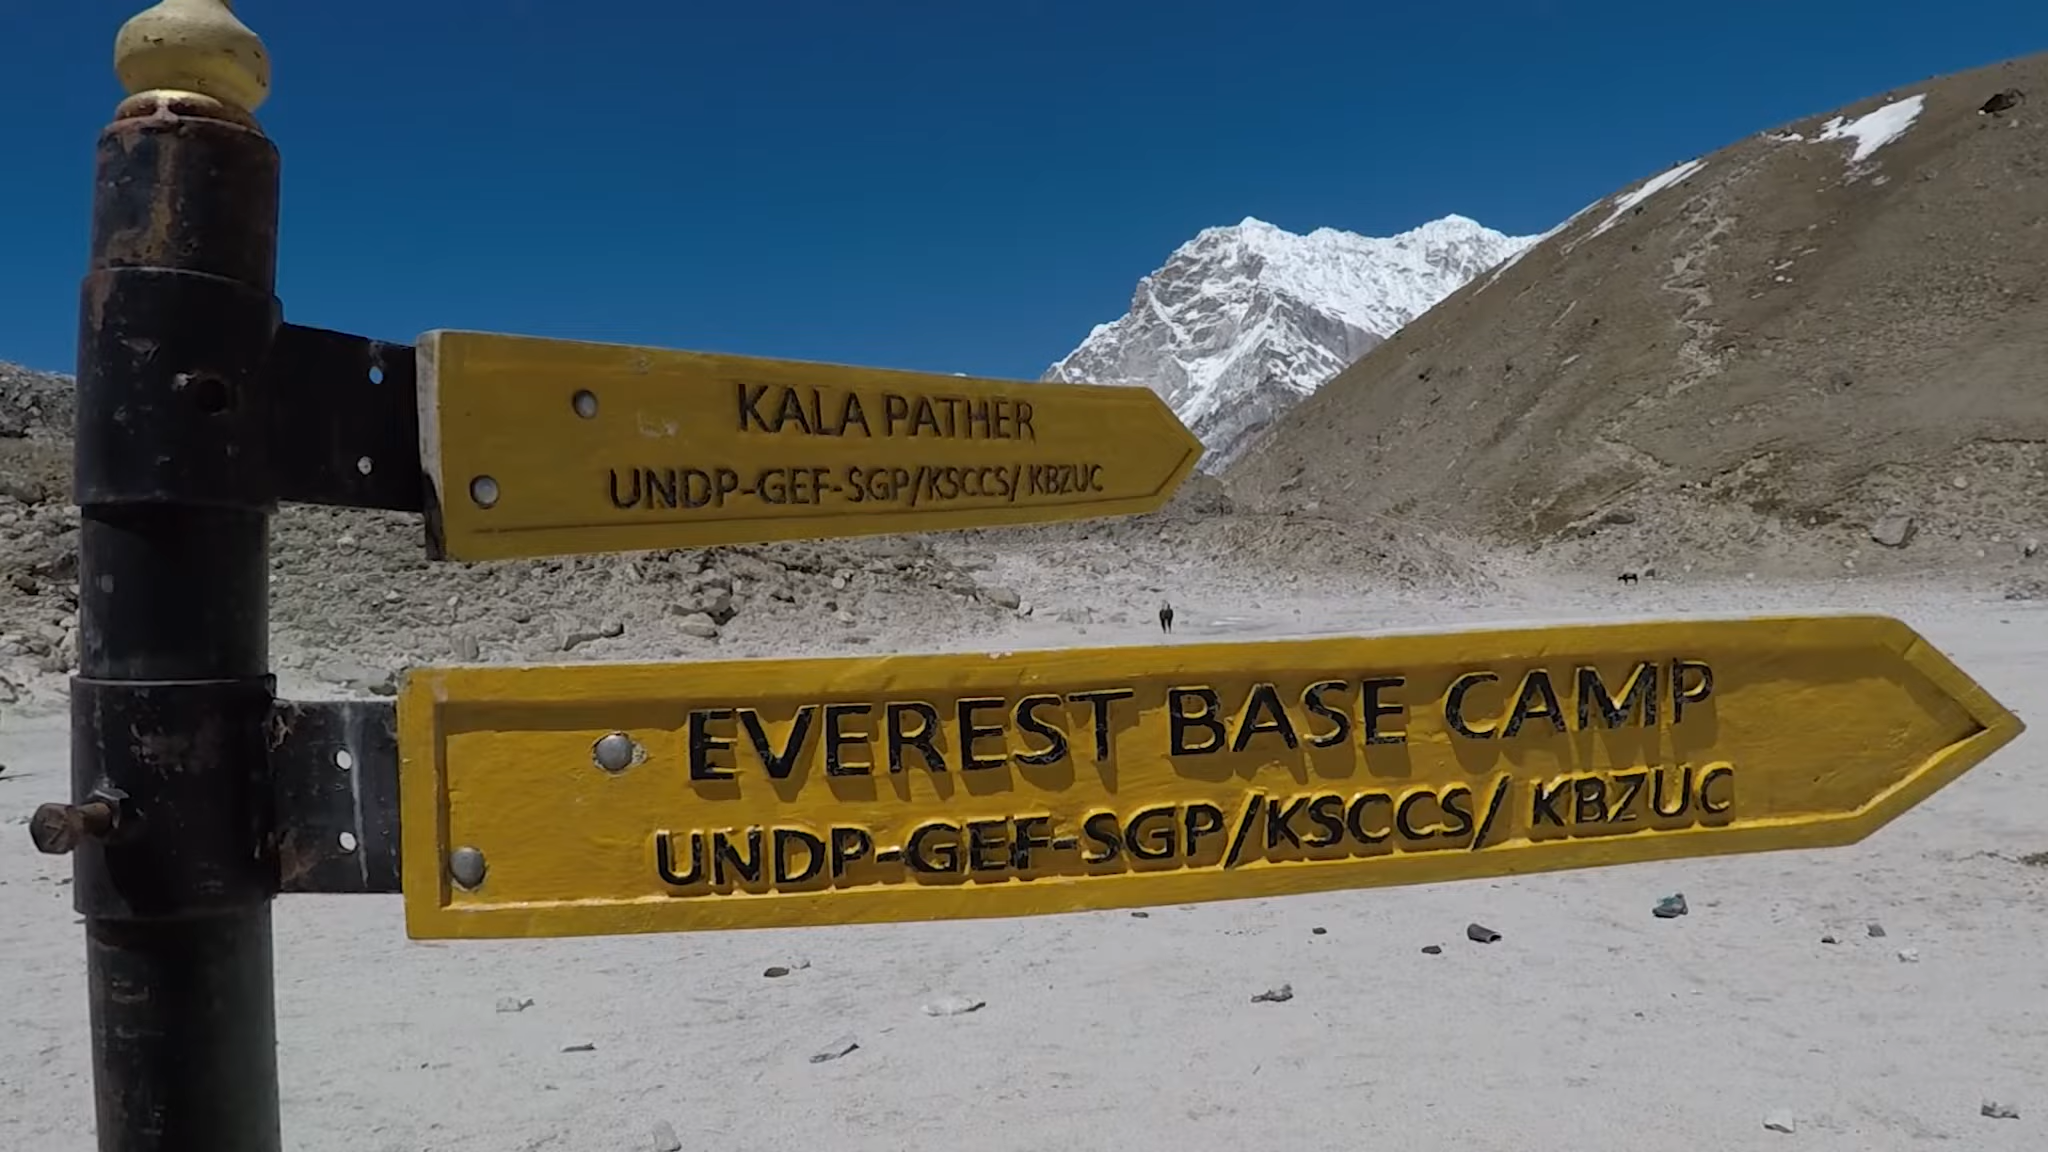 KALA PATHER
UNDP-GEF-SGP/KSCCS/ KBZUC
EVEREST BASE CAMP
UNDP-GEF-SGP/KSCCS/ KBZUC